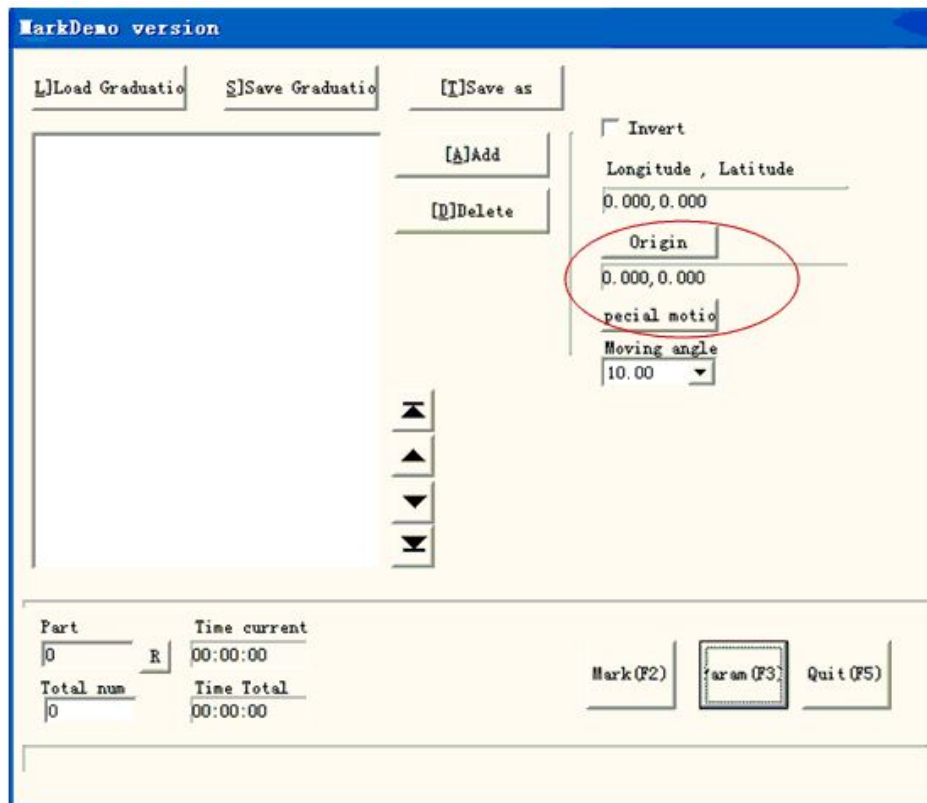 MarkDemo version
L]Load Graduatio
S]Save Graduatio
[T]Save as
[A]Add
[D]Delete
Invert
Longitude , Latitude
0.000,0.000
Origin
0.000,0.000
pecial motio
Moving angle
10.00
Part
0
R
Time current
00:00:00
Total num
0
Time Total
00:00:00
Mark(F2)
aram(F3)
Quit(F5)